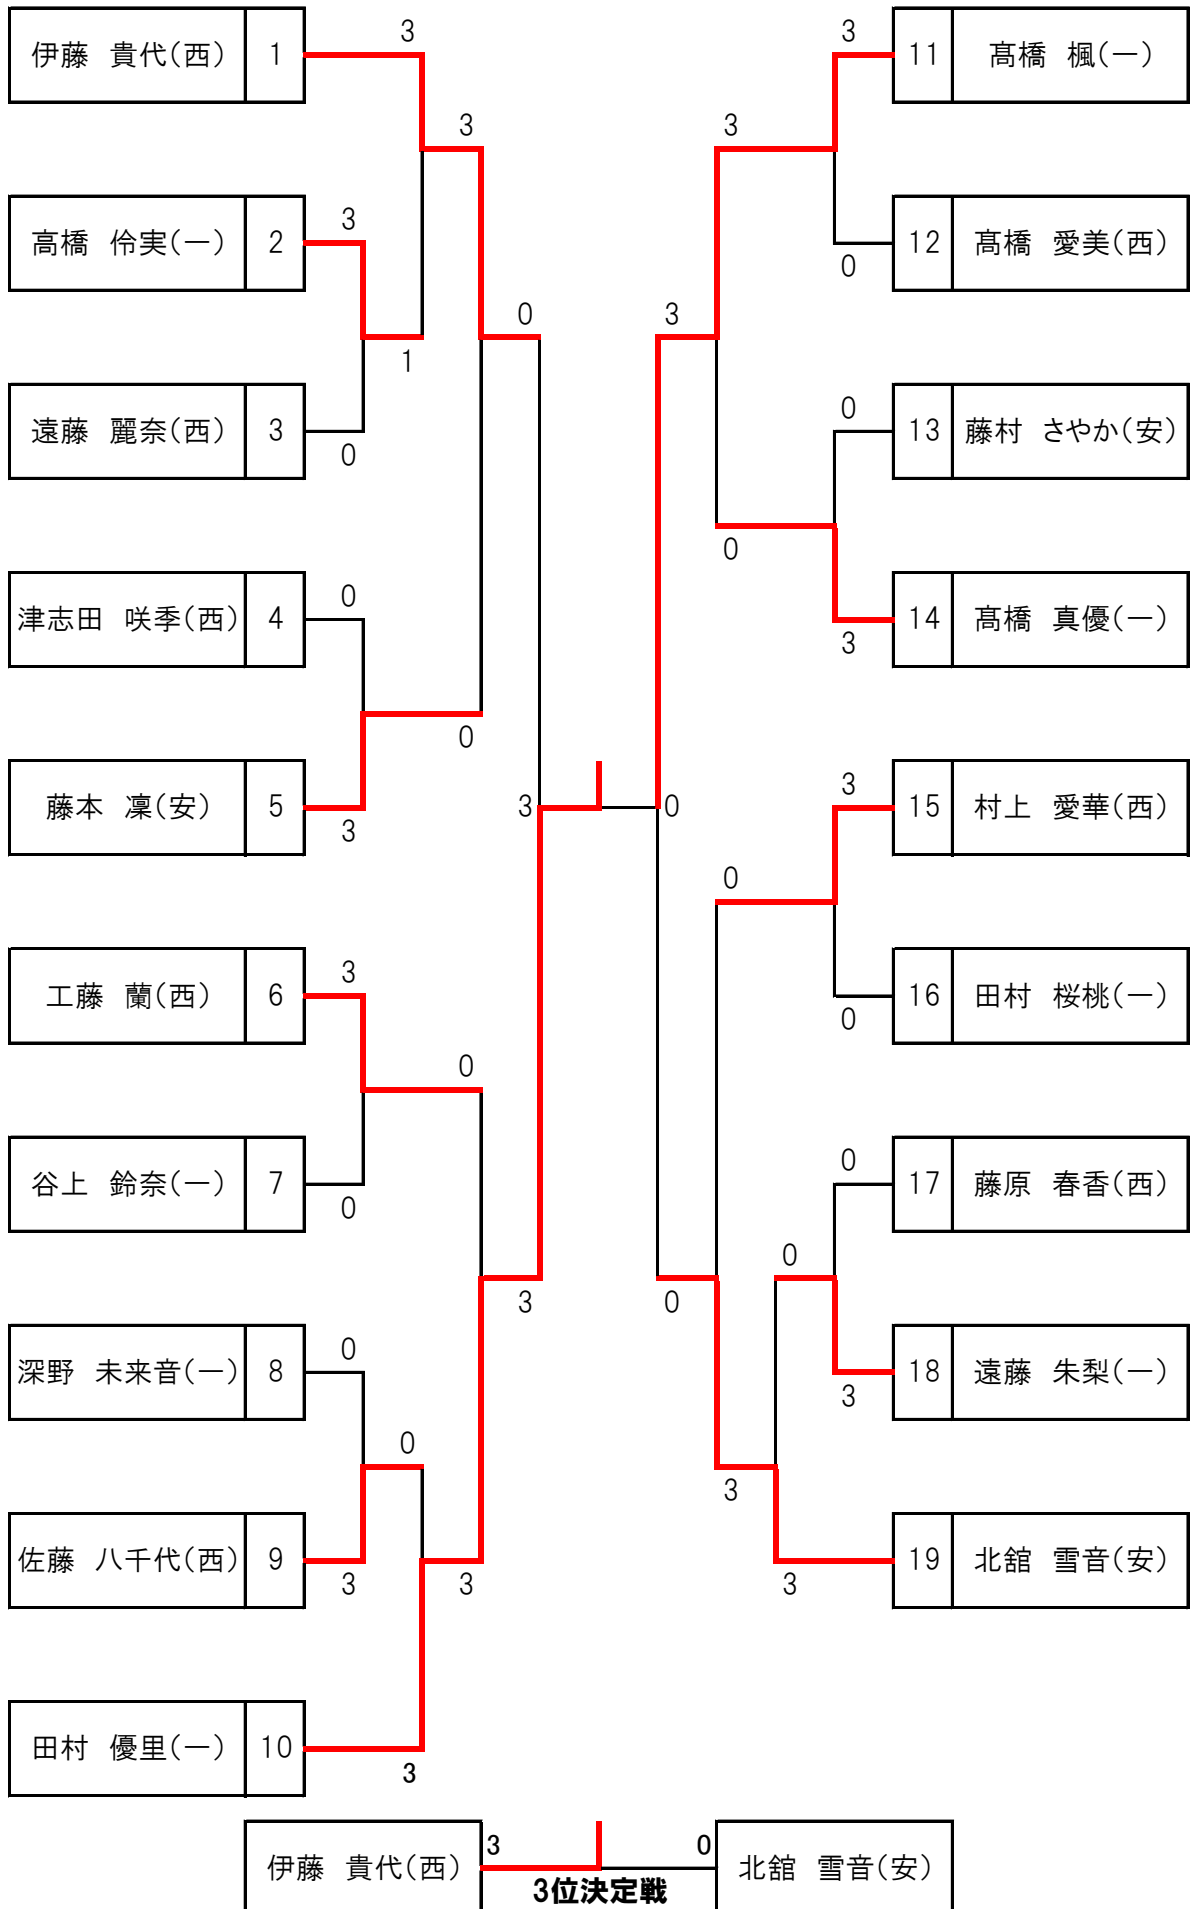 伊藤 貴代(西) 1 3 3 11 髙橋 楓(一)
3 3
高橋 伶実(一) 2 3 12 髙橋 愛美(西)
0
0 3
1
遠藤 麗奈(西) 3 0 0 13 藤村 さやか(安)
0
津志田 咲季(西) 4 0 14 髙橋 真優(一)
3
0
藤本 凜(安) 5 3 3 0 3 15 村上 愛華(西)
0
工藤 蘭(西) 6 3 16 田村 桜桃(一)
0
0
谷上 鈴奈(一) 7 0 0 17 藤原 春香(西)
0
3 0
深野 未来音(一) 8 0 18 遠藤 朱梨(一)
3
0
3
佐藤 八千代(西) 9 3 3 3 19 北舘 雪音(安)
田村 優里(一) 10 3
伊藤 貴代(西) 3 0 北舘 雪音(安)
3位決定戦